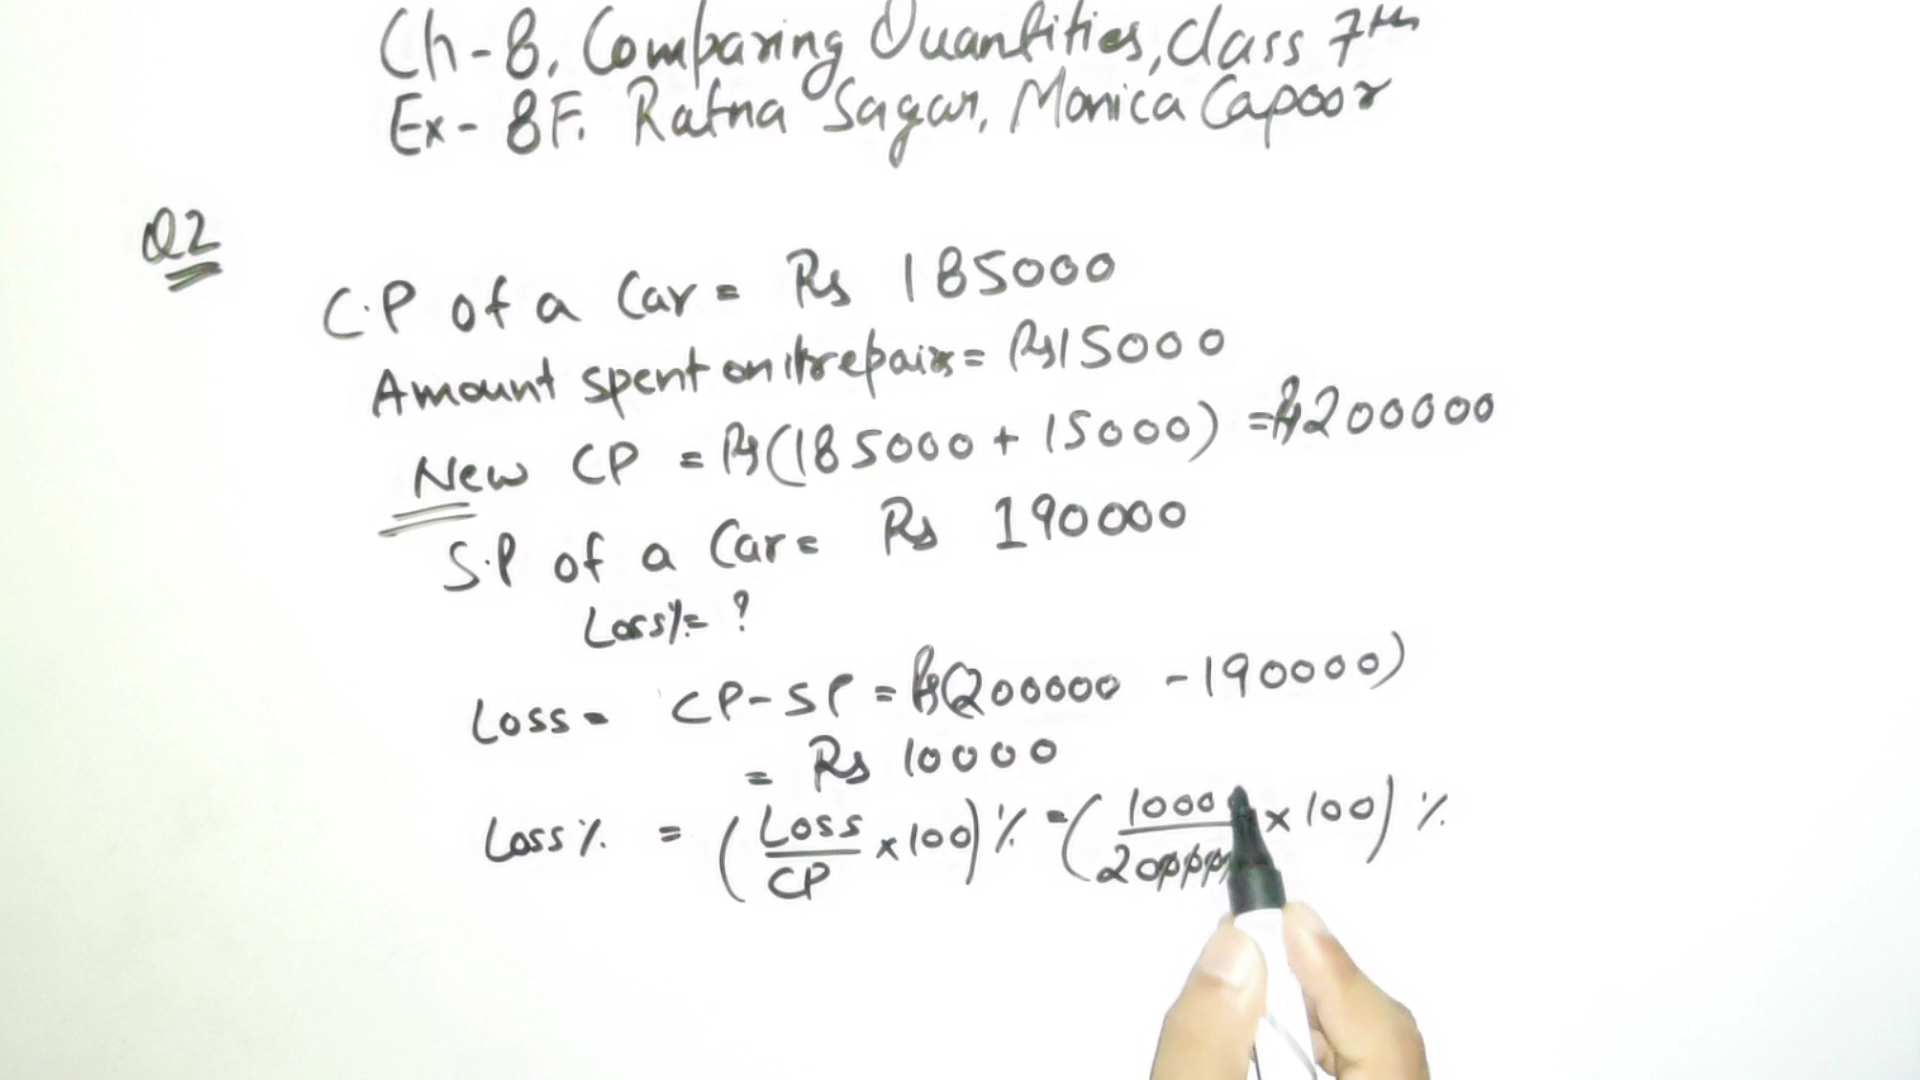 Ch-8, Comparing Quantities, Class 7th
Ex- 8F. Ratna Sagar, Monica Capoor
Q2
C.P of a Car = Rs 185000
Amount spent on its repairs = Rs 15000
New CP = Rs (185000 + 15000) = Rs 200000
S.P of a Car = Rs 190000
Loss% = ?
Loss = CP - SP = Rs (200000 - 190000)
= Rs 10000
Loss % = (Loss/CP × 100) % = (1000 / 20000 × 100) %